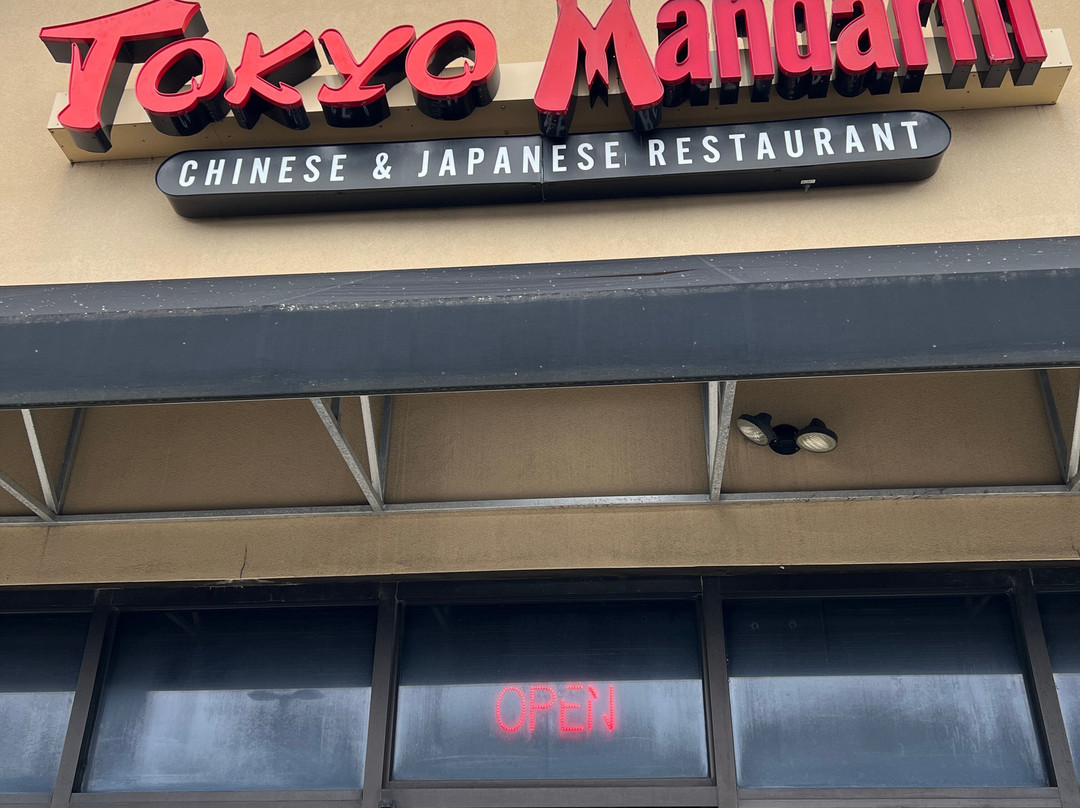 TOKYO Mandarin
CHINESE & JAPANESE RESTAURANT
OPEN